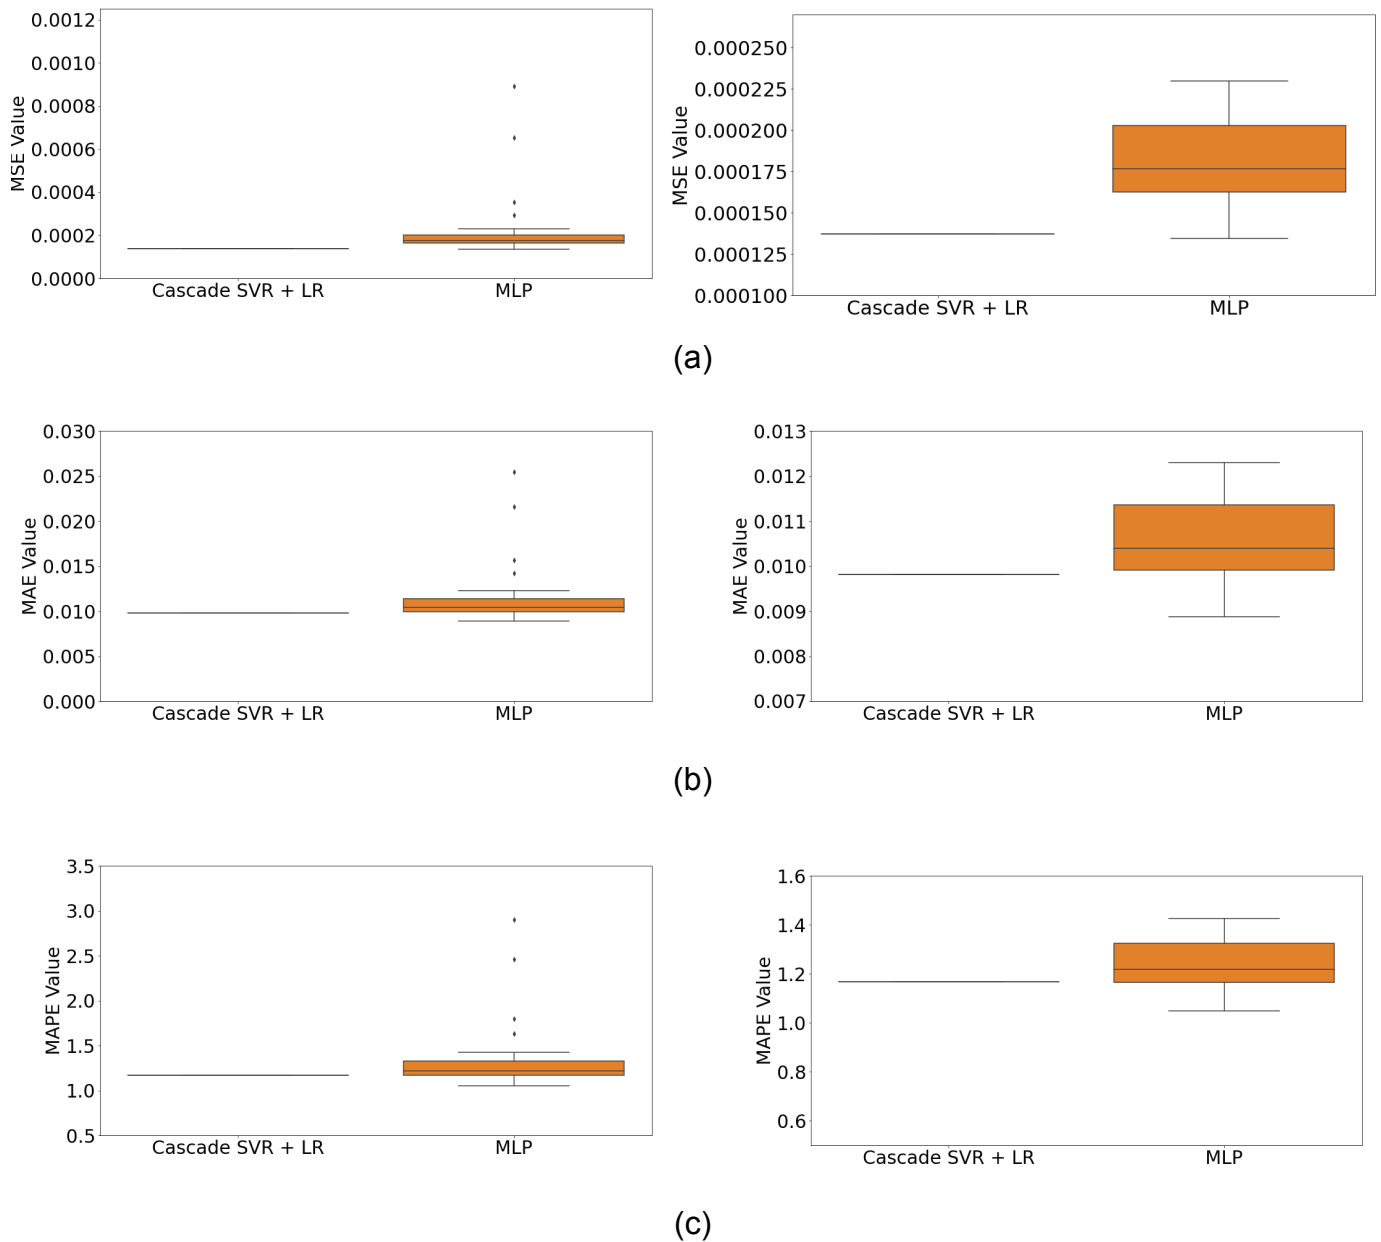 0.0012
0.0010
0.0008
0.0006
0.0004
0.0002
0.0000
MSE Value
Cascade SVR + LR MLP
0.000250
0.000225
0.000200
0.000175
0.000150
0.000125
0.000100
MSE Value
Cascade SVR + LR MLP
(a)
0.030
0.025
0.020
0.015
0.010
0.005
0.000
MAE Value
Cascade SVR + LR MLP
0.013
0.012
0.011
0.010
0.009
0.008
0.007
MAE Value
Cascade SVR + LR MLP
(b)
3.5
3.0
2.5
2.0
1.5
1.0
0.5
MAPE Value
Cascade SVR + LR MLP
1.6
1.4
1.2
1.0
0.8
0.6
MAPE Value
Cascade SVR + LR MLP
(c)